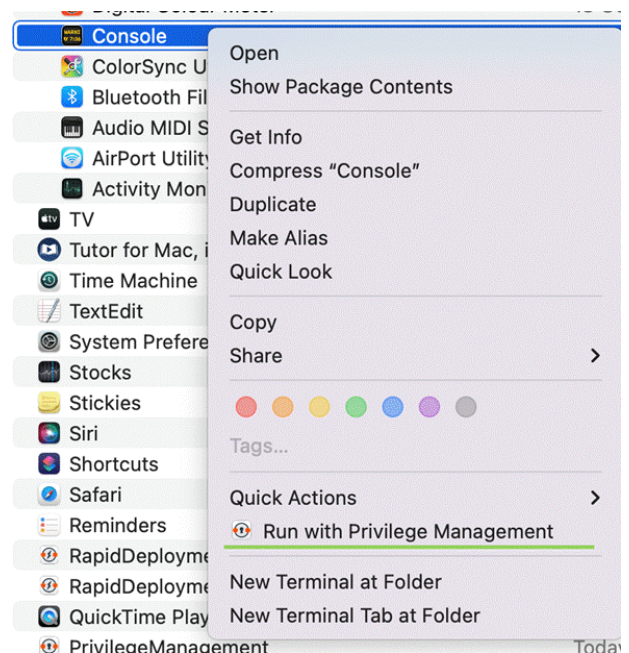 Digital Colour Meter
Console
ColorSync U
Bluetooth Fil
Audio MIDI S
AirPort Utility
Activity Mon
TV
Tutor for Mac, i
Time Machine
TextEdit
System Prefere
Stocks
Stickies
Siri
Shortcuts
Safari
Reminders
RapidDeployme
RapidDeployme
QuickTime Play
PrivilegeManagement
Today
Open
Show Package Contents
Get Info
Compress “Console”
Duplicate
Make Alias
Quick Look
Copy
Share
Tags...
Quick Actions
Run with Privilege Management
New Terminal at Folder
New Terminal Tab at Folder